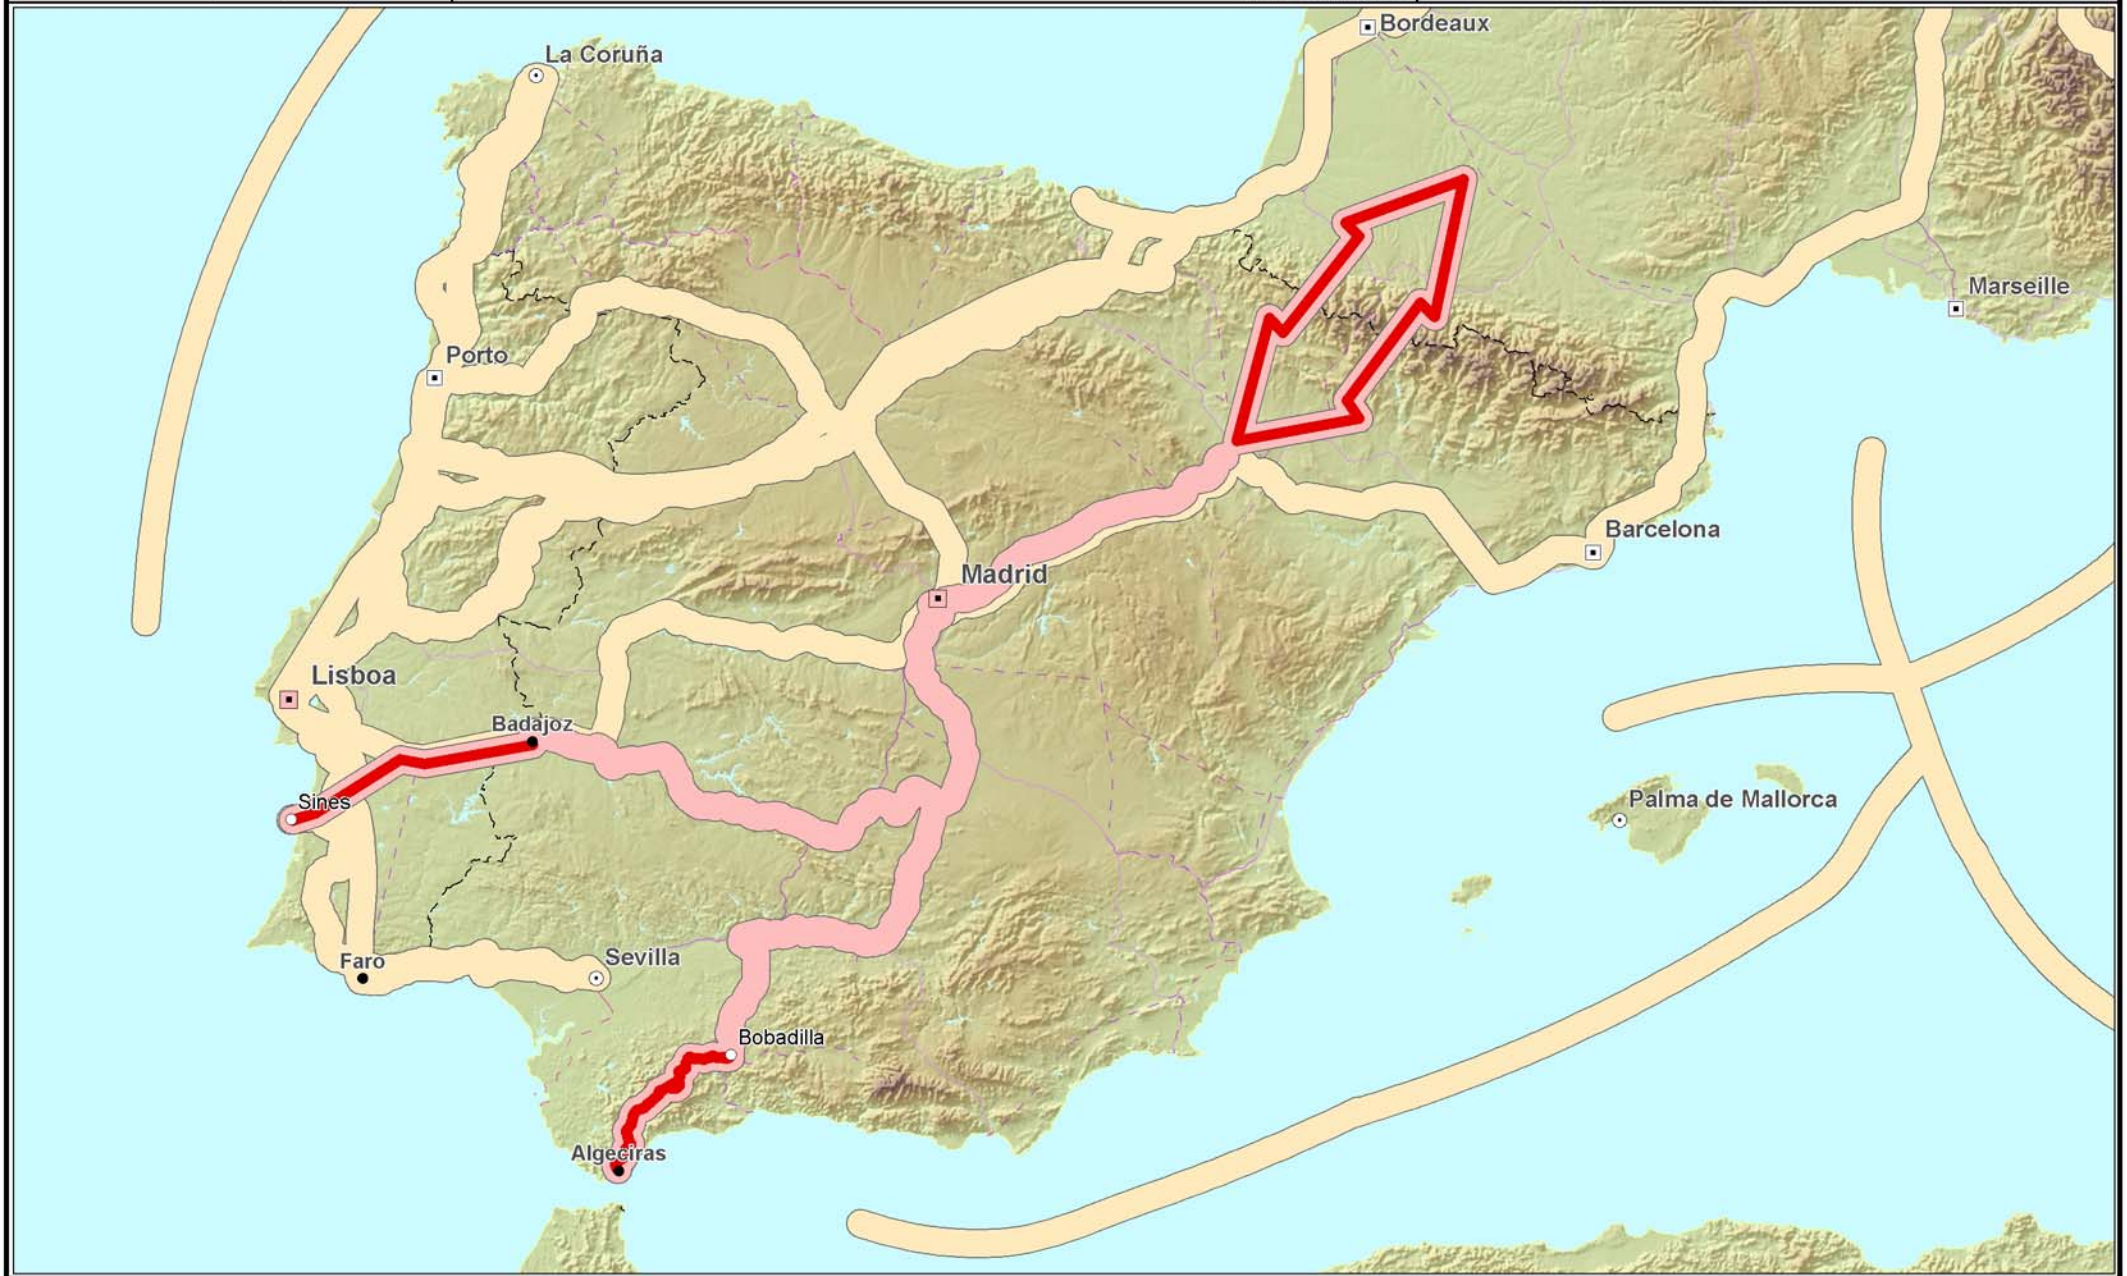 Bordeaux
La Coruña
Marseille
Porto
Barcelona
Madrid
Lisboa
Badajoz
Sines
Palma de Mallorca
Faro
Sevilla
Bobadilla
Algeciras